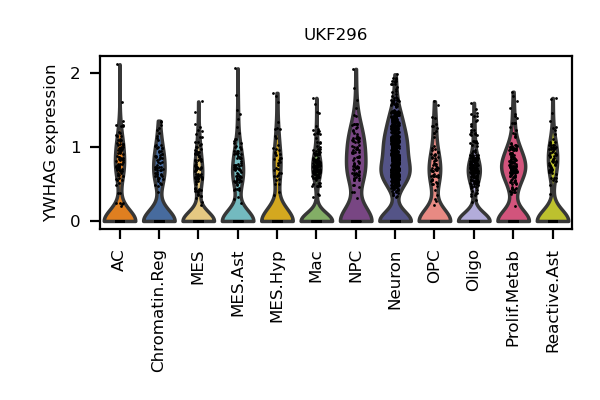 UKF296
YWHAG expression
2
1
0
AC
Chromatin.Reg
MES
MES.Ast
MES.Hyp
Mac
NPC
Neuron
OPC
Oligo
Prolif.Metab
Reactive.Ast